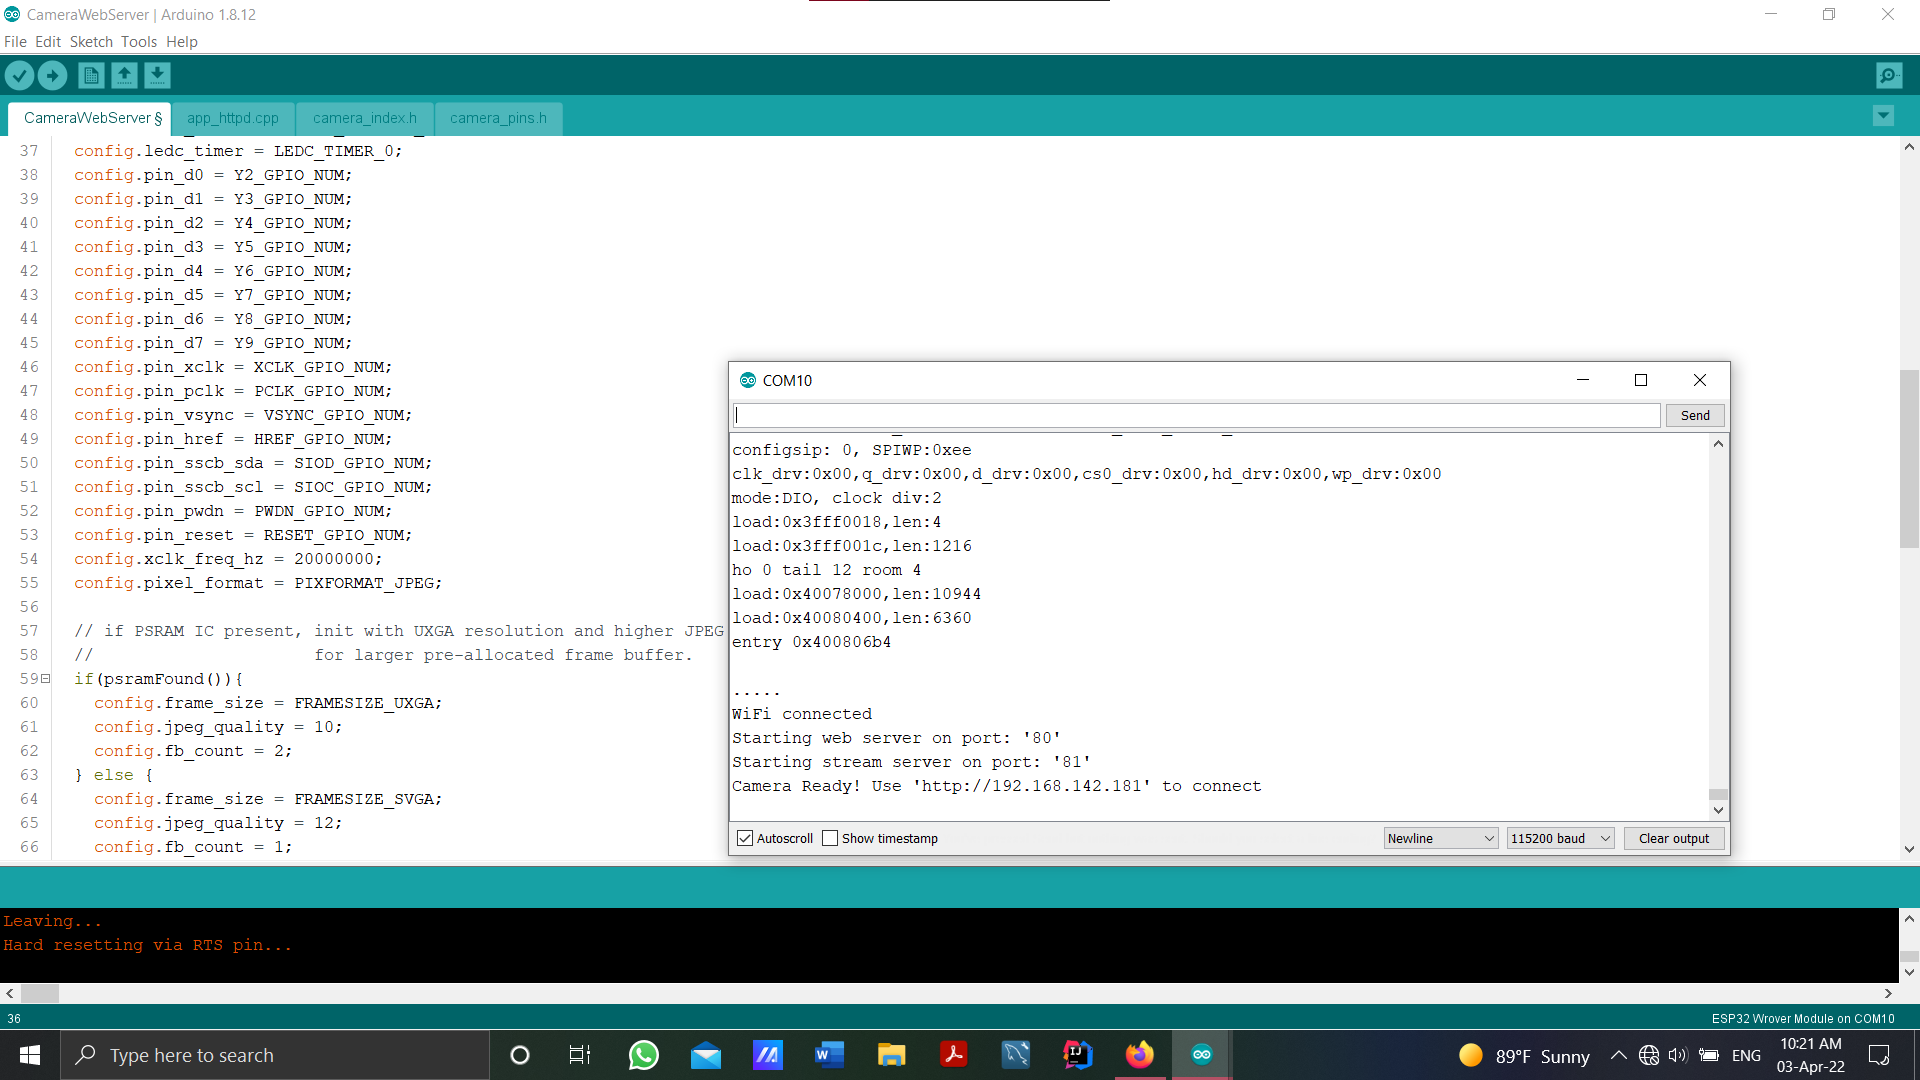 CameraWebServer | Arduino 1.8.12
File Edit Sketch Tools Help
CameraWebServer § app_httpd.cpp camera_index.h camera_pins.h
37 config.ledc_timer = LEDC_TIMER_0;
38 config.pin_d0 = Y2_GPIO_NUM;
39 config.pin_d1 = Y3_GPIO_NUM;
40 config.pin_d2 = Y4_GPIO_NUM;
41 config.pin_d3 = Y5_GPIO_NUM;
42 config.pin_d4 = Y6_GPIO_NUM;
43 config.pin_d5 = Y7_GPIO_NUM;
44 config.pin_d6 = Y8_GPIO_NUM;
45 config.pin_d7 = Y9_GPIO_NUM;
46 config.pin_xclk = XCLK_GPIO_NUM;
47 config.pin_pclk = PCLK_GPIO_NUM;
48 config.pin_vsync = VSYNC_GPIO_NUM;
49 config.pin_href = HREF_GPIO_NUM;
50 config.pin_sscb_sda = SIOD_GPIO_NUM;
51 config.pin_sscb_scl = SIOC_GPIO_NUM;
52 config.pin_pwdn = PWDN_GPIO_NUM;
53 config.pin_reset = RESET_GPIO_NUM;
54 config.xclk_freq_hz = 20000000;
55 config.pixel_format = PIXFORMAT_JPEG;
56
57 // if PSRAM IC present, init with UXGA resolution and higher JPEG
58 // for larger pre-allocated frame buffer.
59 if(psramFound()){
60 config.frame_size = FRAMESIZE_UXGA;
61 config.jpeg_quality = 10;
62 config.fb_count = 2;
63 } else {
64 config.frame_size = FRAMESIZE_SVGA;
65 config.jpeg_quality = 12;
66 config.fb_count = 1;
COM10
Send
configsip: 0, SPIWP:0xee
clk_drv:0x00,q_drv:0x00,d_drv:0x00,cs0_drv:0x00,hd_drv:0x00,wp_drv:0x00
mode:DIO, clock div:2
load:0x3fff0018,len:4
load:0x3fff001c,len:1216
ho 0 tail 12 room 4
load:0x40078000,len:10944
load:0x40080400,len:6360
entry 0x400806b4
.....
WiFi connected
Starting web server on port: '80'
Starting stream server on port: '81'
Camera Ready! Use 'http://192.168.142.181' to connect
Autoscroll Show timestamp Newline 115200 baud Clear output
Leaving...
Hard resetting via RTS pin...
36 ESP32 Wrover Module on COM10
Type here to search
89°F Sunny ENG 10:21 AM
03-Apr-22